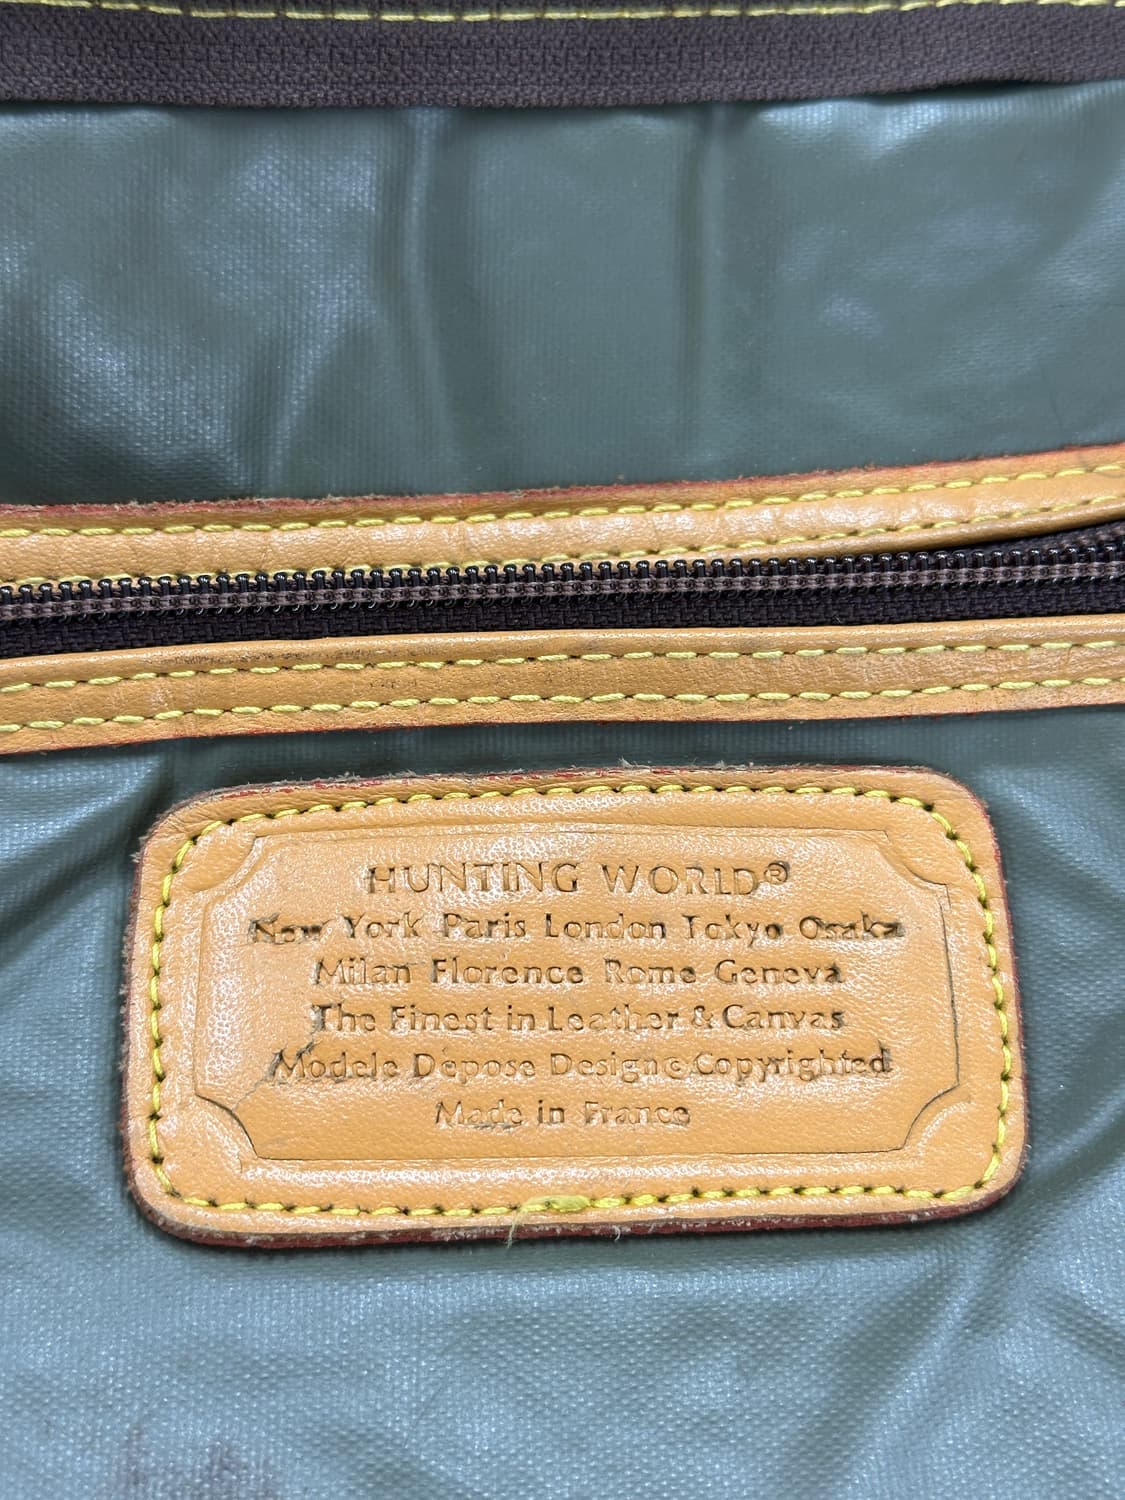 HUNTING WORLD®
New York Paris London Tokyo Osaka
Milan Florence Rome Geneva
The Finest in Leather & Canvas
Modele Depose Design © Copyrighted
Made in France